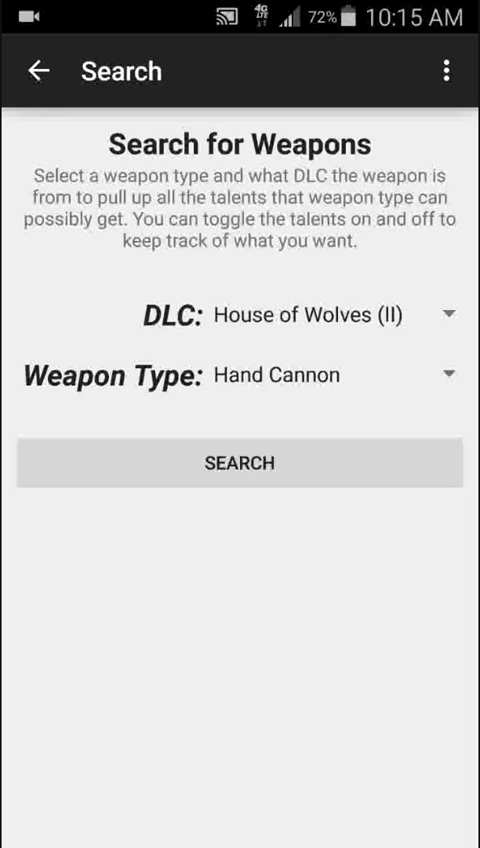 4G
LTE
72%
10:15 AM
Search
Search for Weapons
Select a weapon type and what DLC the weapon is
from to pull up all the talents that weapon type can
possibly get. You can toggle the talents on and off to
keep track of what you want.
DLC: House of Wolves (II)
Weapon Type: Hand Cannon
SEARCH